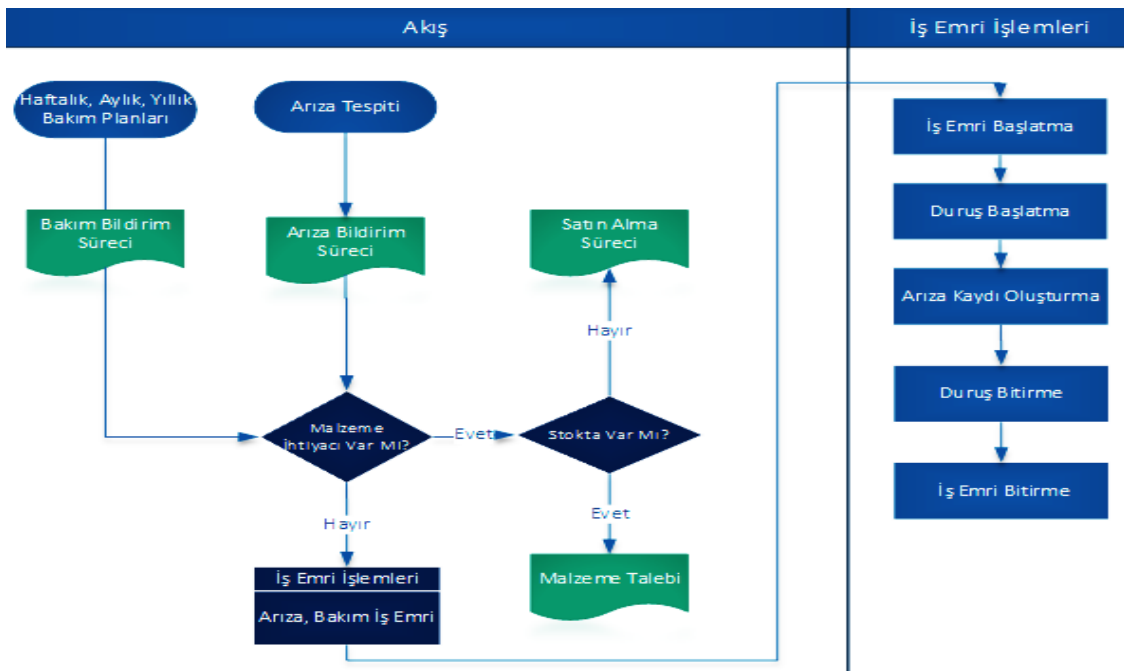 Akış
İş Emri İşlemleri
Haftalık, Aylık, Yıllık
Bakım Planları
Arıza Tespiti
İş Emri Başlatma
Bakım Bildirim
Süreci
Arıza Bildirim
Süreci
Satın Alma
Süreci
Duruş Başlatma
Arıza Kaydı Oluşturma
Hayır
Duruş Bitirme
Malzeme
İhtiyacı Var Mı?
Evet
Stokta Var Mı?
İş Emri Bitirme
Hayır
Evet
İş Emri İşlemleri
Arıza, Bakım İş Emri
Malzeme Talebi